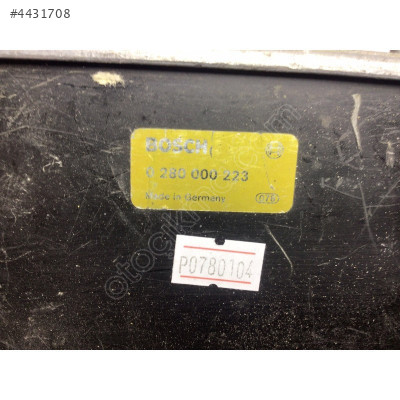 #4431708
BOSCH
0 280 000 223
Made in Germany
P0780104